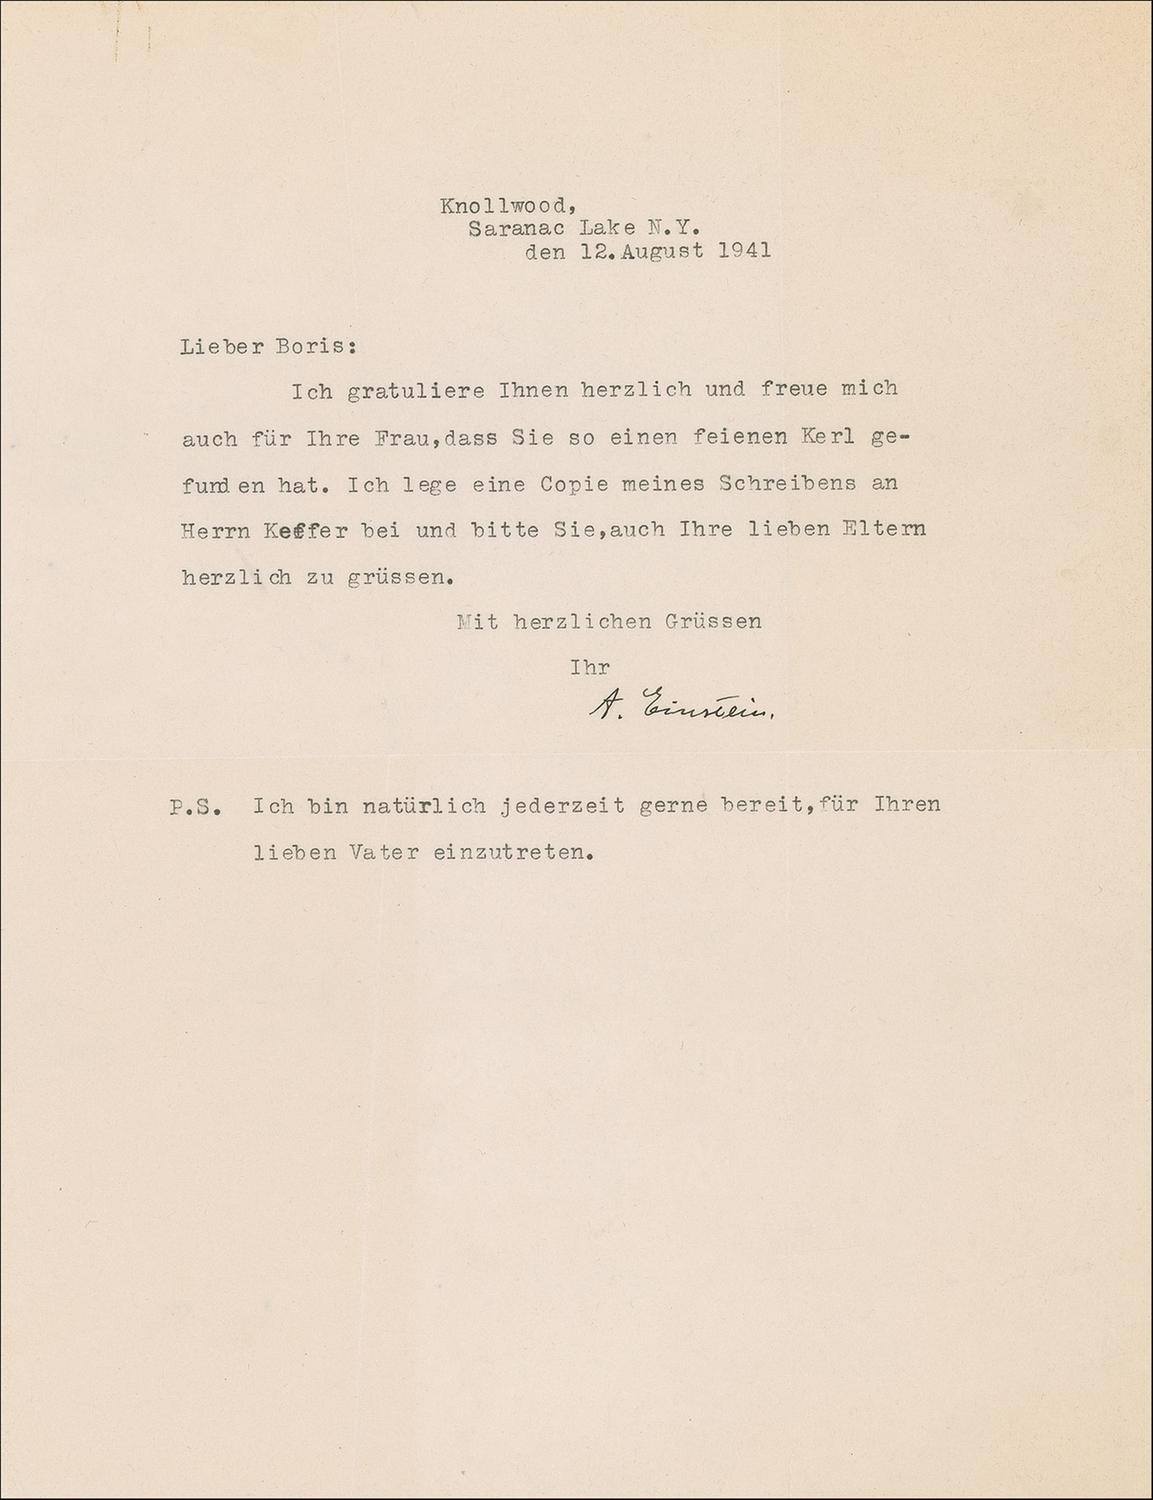 Knollwood,
Saranac Lake N.Y.
den 12.August 1941
Lieber Boris:
Ich gratuliere Ihnen herzlich und freue mich
auch für Ihre Frau,dass Sie so einen feienen Kerl ge-
funden hat. Ich lege eine Copie meines Schreibens an
Herrn Keffer bei und bitte Sie,auch Ihre lieben Eltern
herzlich zu grüssen.
Mit herzlichen Grüssen
Ihr
A. Einstein.
P.S. Ich bin natürlich jederzeit gerne bereit,für Ihren
lieben Vater einzutreten.